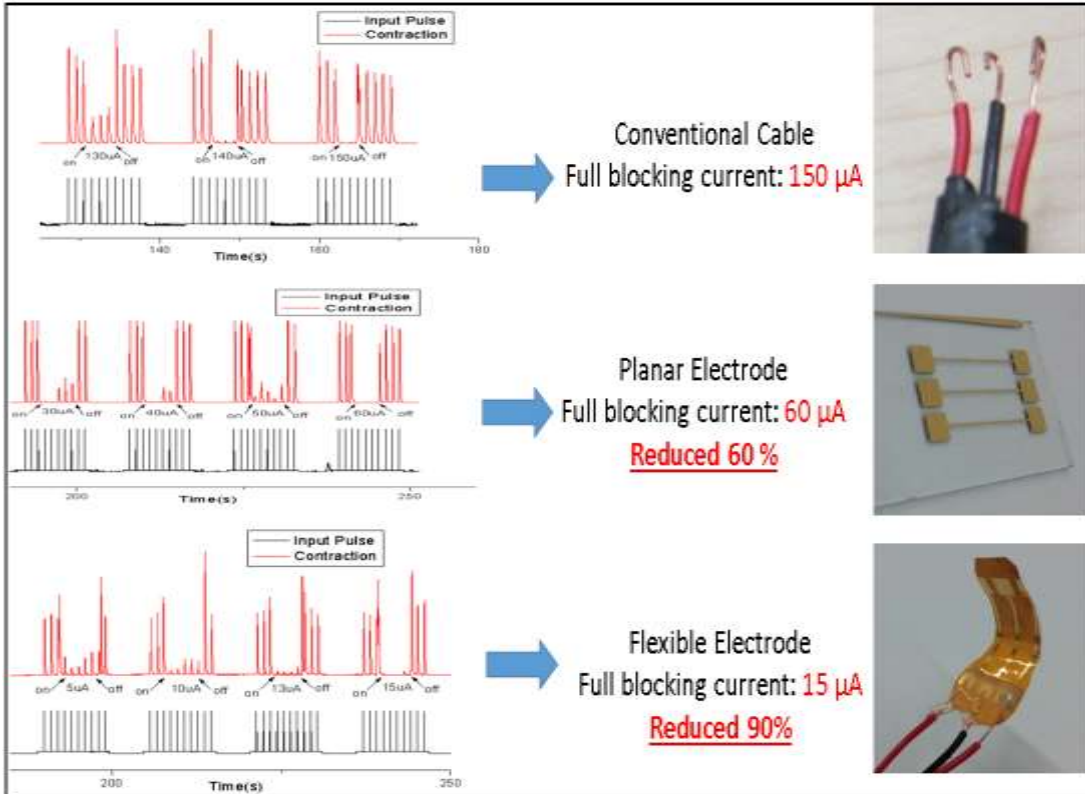 Input Pulse
Contraction
on 130uA off
on 140uA off
on 150uA off
140 160 180
Time(s)
Conventional Cable
Full blocking current: 150 µA
Input Pulse
Contraction
on 30uA off
on 40uA off
on 50uA off
on 60uA off
200 250
Time(s)
Planar Electrode
Full blocking current: 60 µA
Reduced 60 %
Input Pulse
Contraction
on 5uA off
on 10uA off
on 13uA off
on 15uA off
200 250
Time(s)
Flexible Electrode
Full blocking current: 15 µA
Reduced 90%